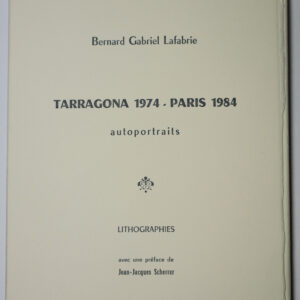 Bernard Gabriel Lafabrie
TARRAGONA 1974 - PARIS 1984
autoportraits
LITHOGRAPHIES
avec une préface de
Jean-Jacques Scherrer